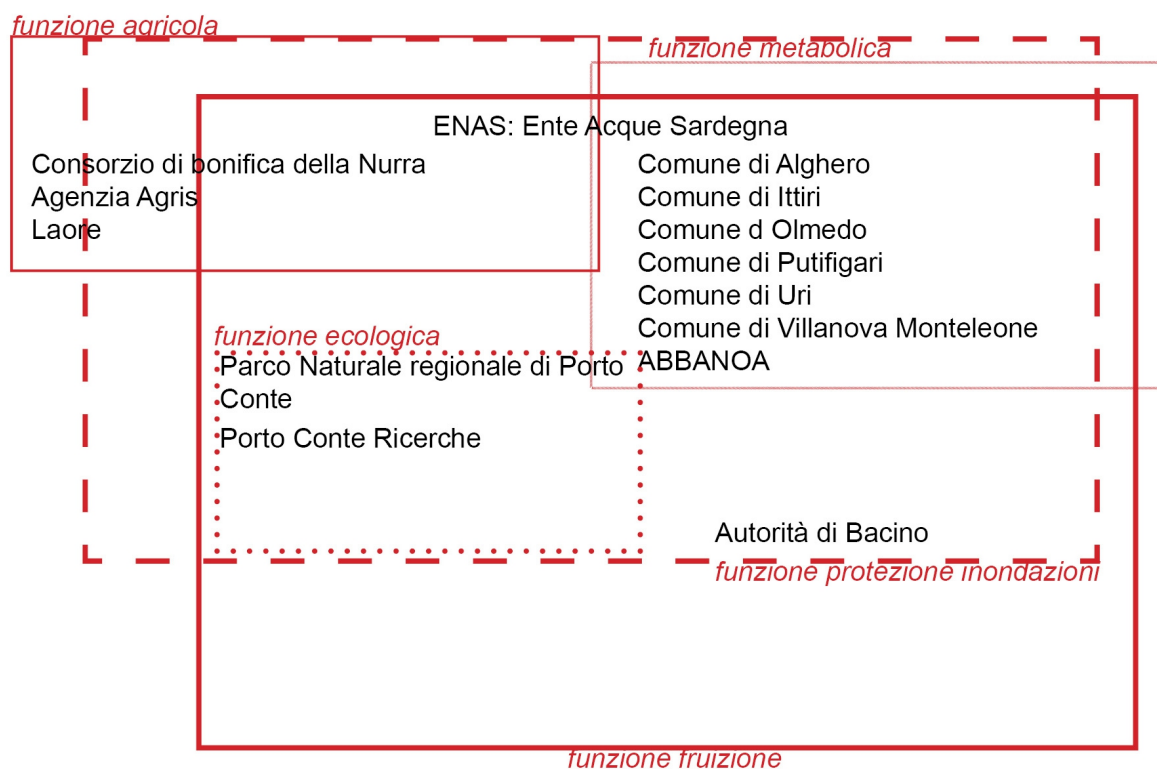 funzione agricola
funzione metabolica
ENAS: Ente Acque Sardegna
Consorzio di bonifica della Nurra
Agenzia Agris
Laore
Comune di Alghero
Comune di Ittiri
Comune d Olmedo
Comune di Putifigari
Comune di Uri
Comune di Villanova Monteleone
ABBANOA
funzione ecologica
Parco Naturale regionale di Porto
Conte
Porto Conte Ricerche
Autorità di Bacino
funzione protezione inondazioni
funzione fruizione